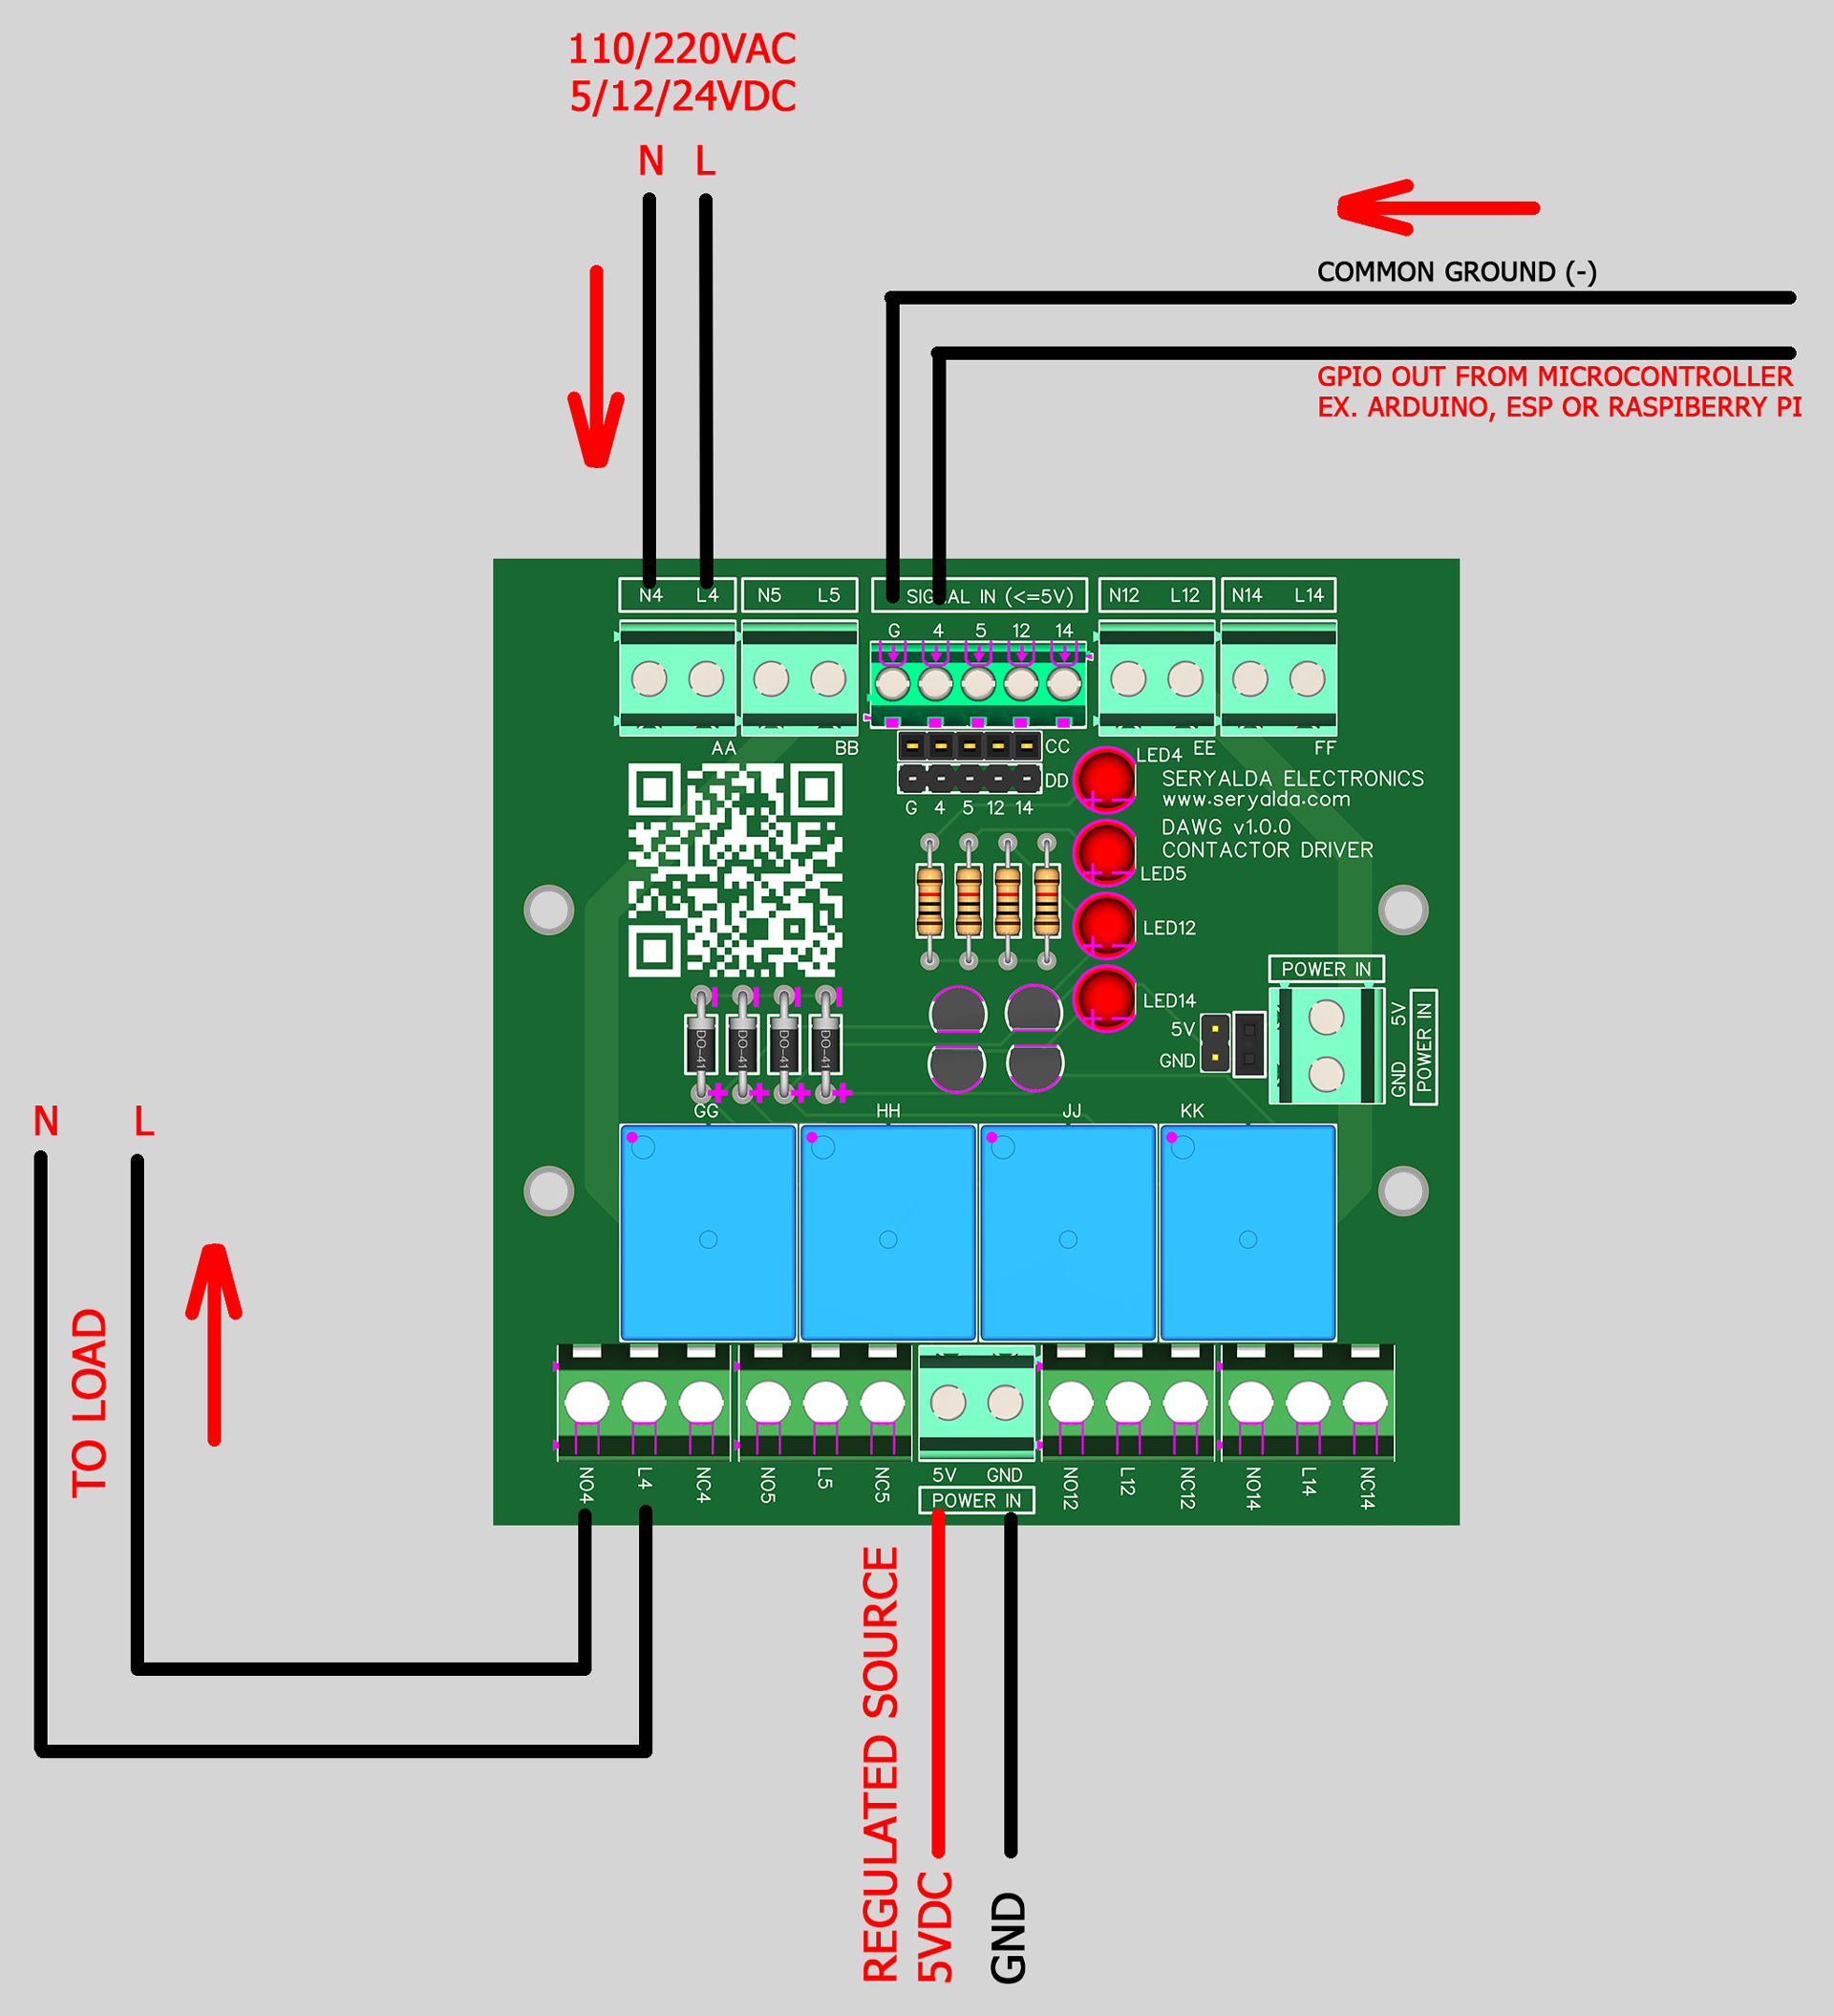 110/220VAC
5/12/24VDC
N L
COMMON GROUND (-)
GPIO OUT FROM MICROCONTROLLER
EX. ARDUINO, ESP OR RASPIBERRY PI
N4 L4
N5 L5
SIGNAL IN (<=5V)
N12 L12
N14 L14
G 4 5 12 14
AA
BB
CC
EE
FF
DD
G 4 5 12 14
LED4
SERYALDA ELECTRONICS
www.seryalda.com
DAWG v1.0.0
CONTACTOR DRIVER
LED5
LED12
LED14
POWER IN
5V
GND
5V
GND
POWER IN
DO-41
DO-41
DO-41
DO-41
GG
HH
JJ
KK
N L
TO LOAD
NO4 L4 NC4
NO5 L5 NC5
5V GND
POWER IN
NO12 L12 NC12
NO14 L14 NC14
REGULATED SOURCE
5VDC
GND